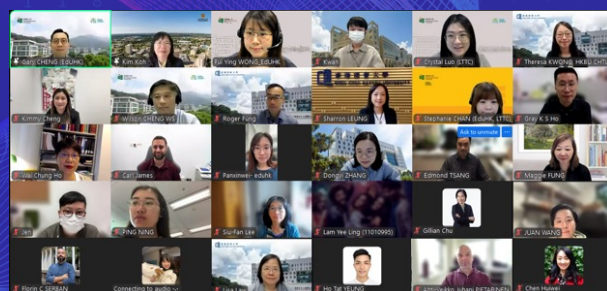 Gary CHENG (EdUHK)
Kim Koh
Fui Ying WONG, EDUHK
Kwan
Crystal Luo (LTTC)
Theresa KWONG, HKBU CHTL
Kimmy Cheng
Wilson CHENG WS
Roger Fung
Sharron LEUNG
Stephanie CHAN (EdUHK, LTTC)
Gray K S Ho
Wai Chung Ho
Carl James
Panxinwei- eduhk
Dongyi ZHANG
Ask to unmute
Edmond TSANG
Maggie FUNG
Jen
PING NING
Siu-Fan Lee
Lam Yee Ling (11010995)
Gillian Chu
JUAN WANG
Florin C SERBAN
Connecting to audio
Ho Tat YEUNG
Chen Huiwei